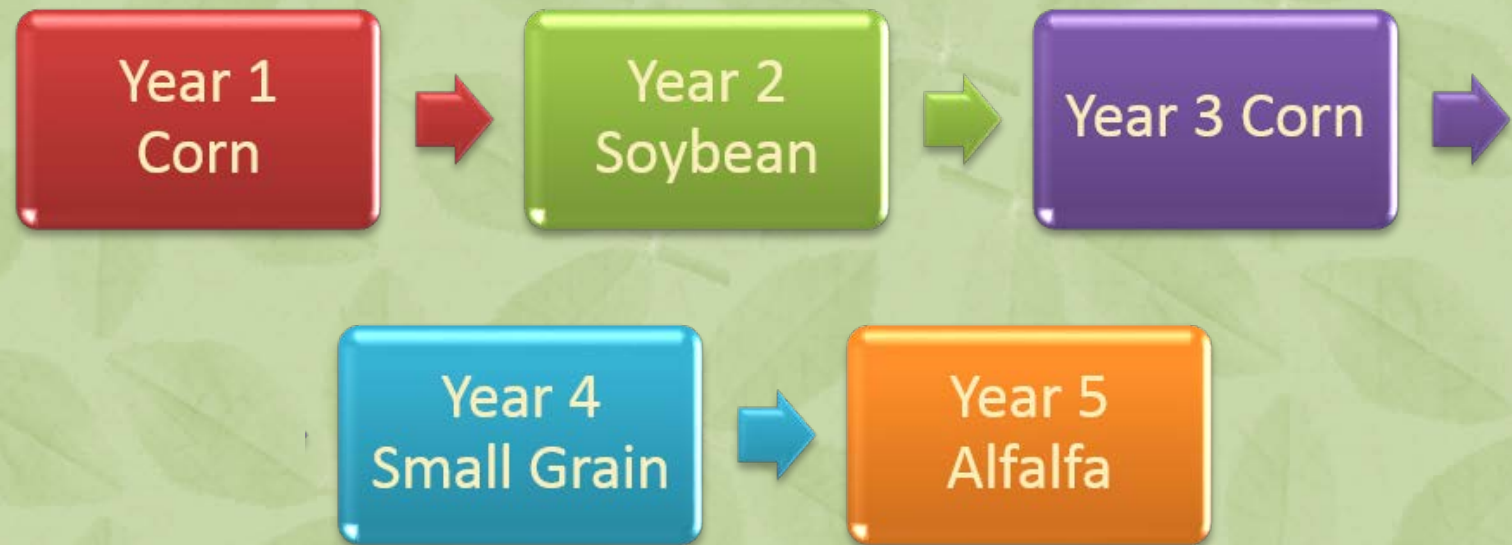 Year 1
Corn
Year 2
Soybean
Year 3 Corn
Year 4
Small Grain
Year 5
Alfalfa